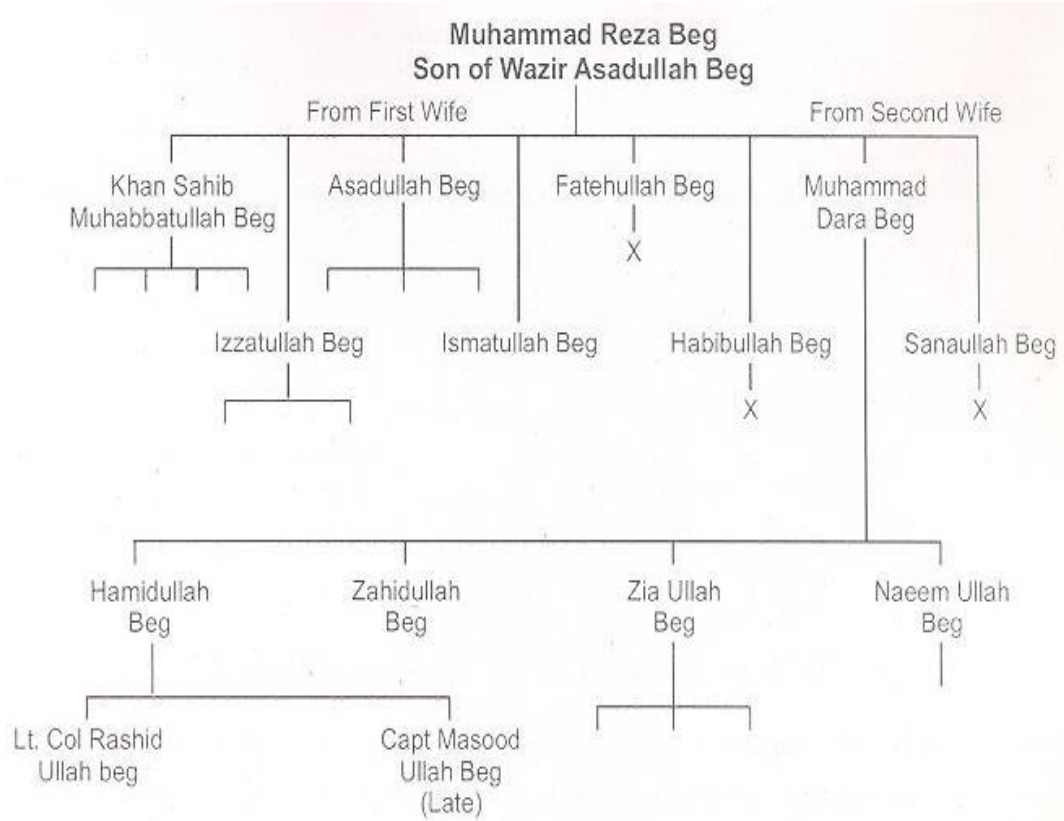 Muhammad Reza Beg
Son of Wazir Asadullah Beg
From First Wife
From Second Wife
Khan Sahib
Muhabbatullah Beg
Asadullah Beg
Fatehullah Beg
Muhammad
Dara Beg
X
Izzatullah Beg
Ismatullah Beg
Habibullah Beg
Sanaullah Beg
X
X
Hamidullah
Beg
Zahidullah
Beg
Zia Ullah
Beg
Naeem Ullah
Beg
Lt. Col Rashid
Ullah beg
Capt Masood
Ullah Beg
(Late)